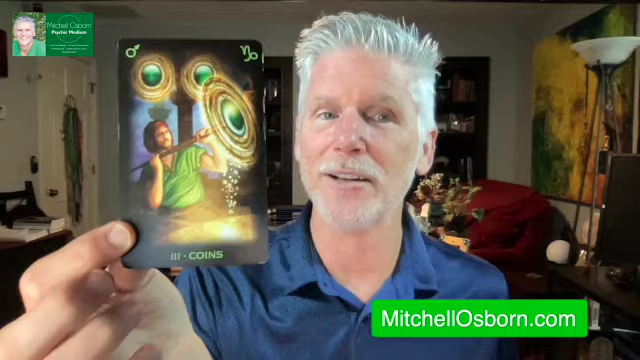 Mitchell Osborn
Psychic Medium
III • COINS
MitchellOsborn.com